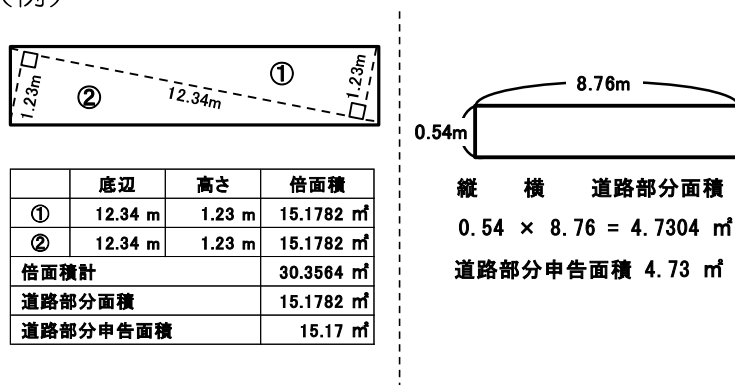 (例)
①
②
1.23m
12.34m
1.23m
底辺 高さ 倍面積
① 12.34 m 1.23 m 15.1782 ㎡
② 12.34 m 1.23 m 15.1782 ㎡
倍面積計 30.3564 ㎡
道路部分面積 15.1782 ㎡
道路部分申告面積 15.17 ㎡
8.76m
0.54m
縦 横 道路部分面積
0.54 × 8.76 = 4.7304 ㎡
道路部分申告面積 4.73 ㎡